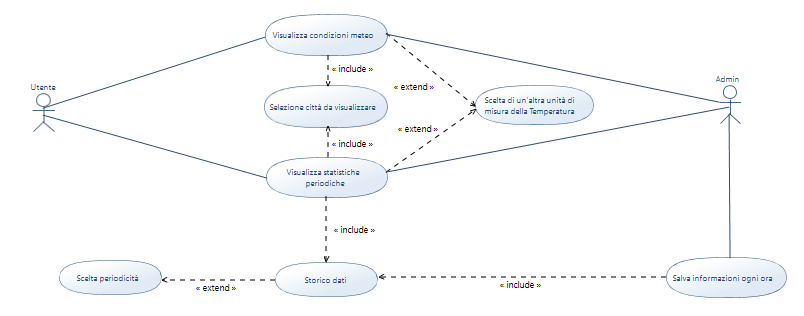 Visualizza condizioni meteo
Utente
Admin
« include »
« extend »
Selezione città da visualizzare
Scelta di un'altra unità di
misura della Temperatura
« extend »
« include »
Visualizza statistiche
periodiche
« include »
Scelta periodicità
« extend »
Storico dati
« include »
Salva informazioni ogni ora